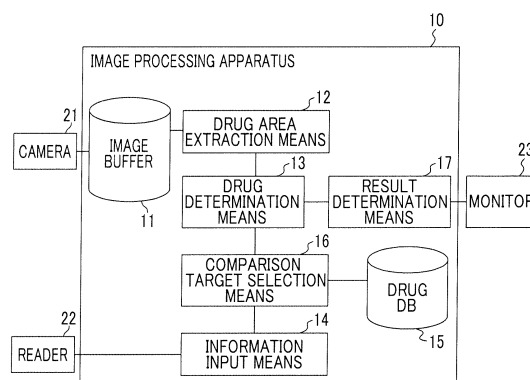 10
IMAGE PROCESSING APPARATUS
21
CAMERA
IMAGE
BUFFER
11
12
DRUG AREA
EXTRACTION MEANS
13
DRUG
DETERMINATION
MEANS
17
RESULT
DETERMINATION
MEANS
23
MONITOR
16
COMPARISON
TARGET SELECTION
MEANS
DRUG
DB
15
22
READER
14
INFORMATION
INPUT MEANS